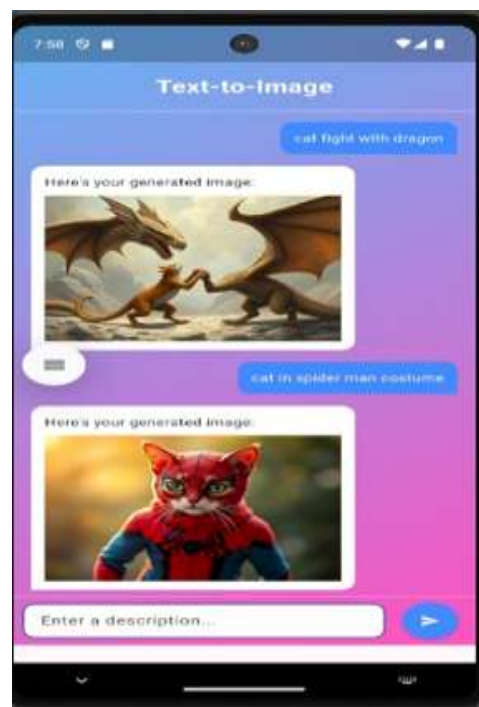 7:50
Text-to-Image
cat fight with dragon
Here's your generated image:
cat in spider man costume
Here's your generated image:
Enter a description...